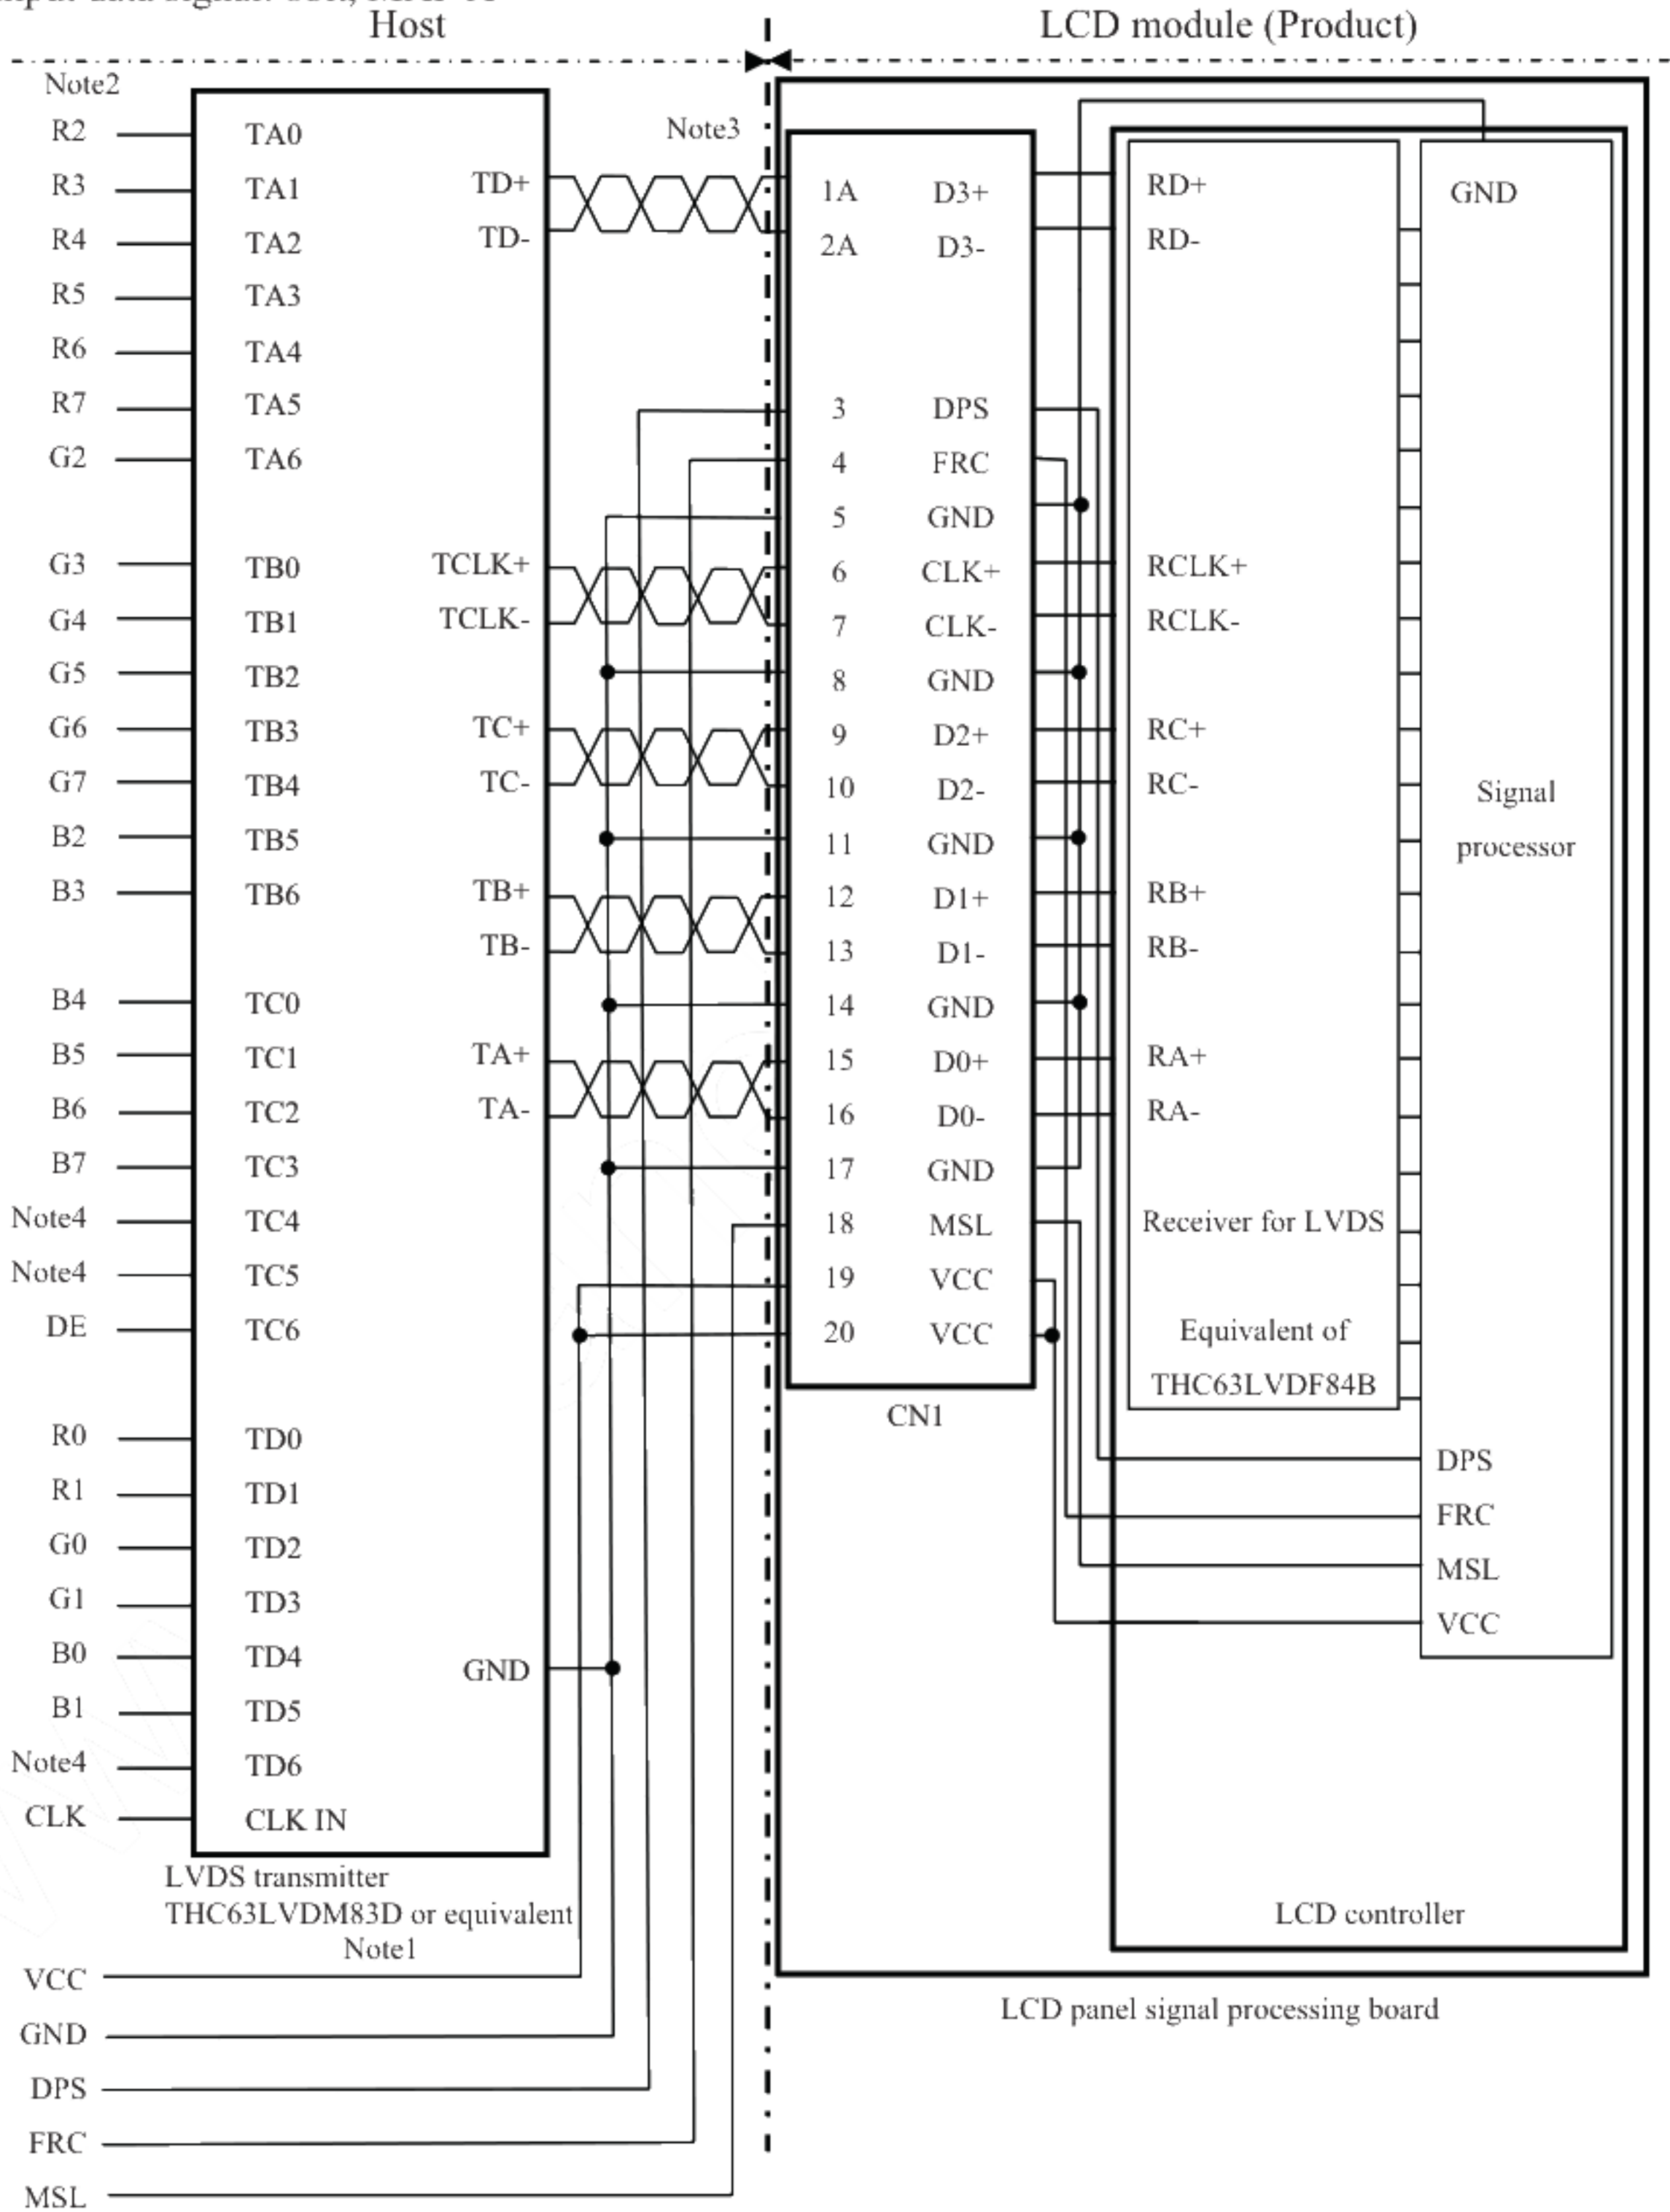 Host
LCD module (Product)
Note2
R2 TA0
R3 TA1
R4 TA2
R5 TA3
R6 TA4
R7 TA5
G2 TA6
G3 TB0
G4 TB1
G5 TB2
G6 TB3
G7 TB4
B2 TB5
B3 TB6
B4 TC0
B5 TC1
B6 TC2
B7 TC3
Note4 TC4
Note4 TC5
DE TC6
R0 TD0
R1 TD1
G0 TD2
G1 TD3
B0 TD4
B1 TD5
Note4 TD6
CLK CLK IN
TD+
TD-
TCLK+
TCLK-
TC+
TC-
TB+
TB-
TA+
TA-
GND
LVDS transmitter
THC63LVDM83D or equivalent
Note1
VCC
GND
DPS
FRC
MSL
Note3
1A D3+
2A D3-
3 DPS
4 FRC
5 GND
6 CLK+
7 CLK-
8 GND
9 D2+
10 D2-
11 GND
12 D1+
13 D1-
14 GND
15 D0+
16 D0-
17 GND
18 MSL
19 VCC
20 VCC
CN1
RD+
RD-
RCLK+
RCLK-
RC+
RC-
RB+
RB-
RA+
RA-
Receiver for LVDS
Equivalent of
THC63LVDF84B
GND
Signal
processor
DPS
FRC
MSL
VCC
LCD controller
LCD panel signal processing board